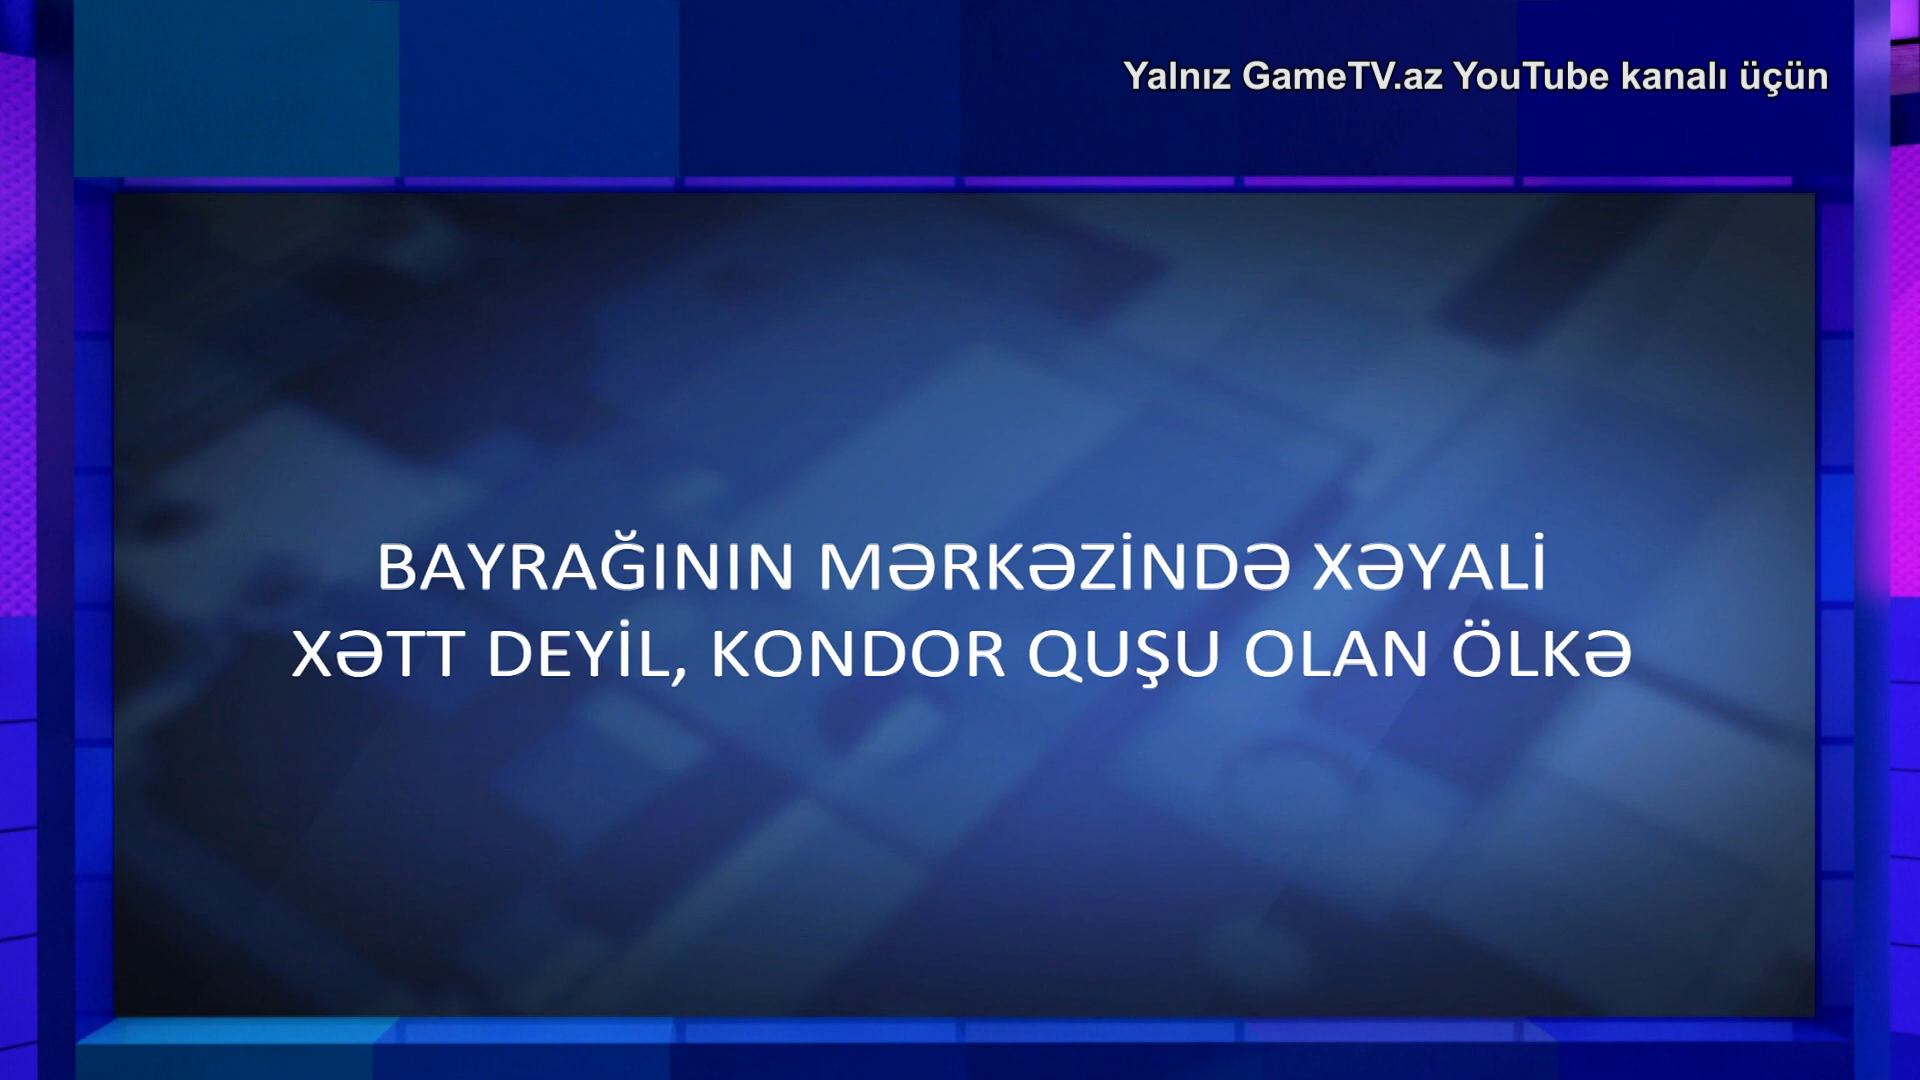 Yalnız GameTV.az YouTube kanalı üçün
BAYRAĞININ MƏRKƏZİNDƏ XƏYALİ
XƏTT DEYİL, KONDOR QUŞU OLAN ÖLKƏ